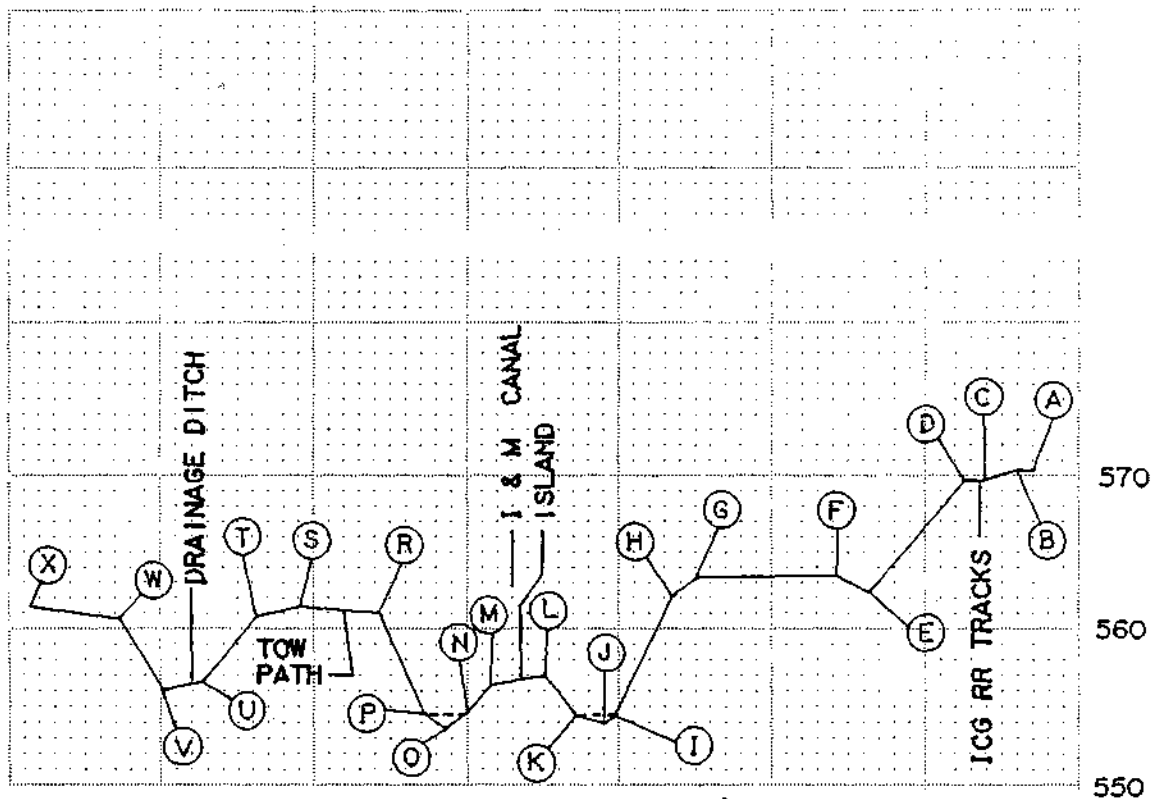 DRAINAGE DITCH
I & M CANAL
ISLAND
A
C
D
570
G
F
B
H
T
S
R
X
W
M
L
E
560
ICG RR TRACKS
TOW
PATH
N
J
P
U
V
O
K
I
550